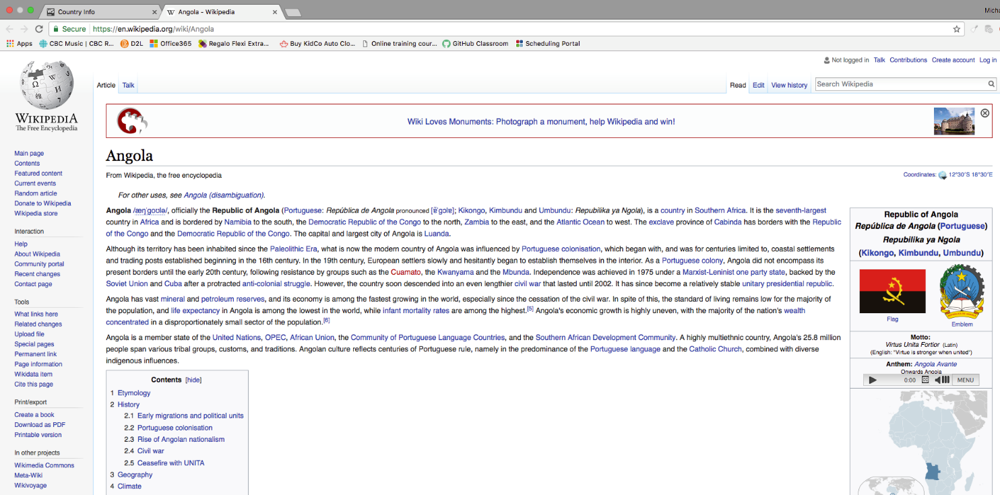 Country Info
Angola - Wikipedia
Micha
Secure https://en.wikipedia.org/wiki/Angola
Apps
CBC Music | CBC R...
D2L
Office365
Regalo Flexi Extra...
Buy KidCo Auto Clo...
Online training cour...
GitHub Classroom
Scheduling Portal
Not logged in Talk Contributions Create account Log in
Article Talk
Read Edit View history
Search Wikipedia
WIKIPEDIA
The Free Encyclopedia
Main page
Contents
Featured content
Current events
Random article
Donate to Wikipedia
Wikipedia store
Interaction
Help
About Wikipedia
Community portal
Recent changes
Contact page
Tools
What links here
Related changes
Upload file
Special pages
Permanent link
Page information
Wikidata item
Cite this page
Print/export
Create a book
Download as PDF
Printable version
In other projects
Wikimedia Commons
Meta-Wiki
Wikivoyage
Wiki Loves Monuments: Photograph a monument, help Wikipedia and win!
Angola
From Wikipedia, the free encyclopedia
Coordinates: 12°30′S 18°30′E
For other uses, see Angola (disambiguation).
Angola /æŋˈɡoʊlə/, officially the Republic of Angola (Portuguese: República de Angola pronounced [ɐ̃ˈɡɔlɐ]; Kikongo, Kimbundu and Umbundu: Repubilika ya Ngola), is a country in Southern Africa. It is the seventh-largest
country in Africa and is bordered by Namibia to the south, the Democratic Republic of the Congo to the north, Zambia to the east, and the Atlantic Ocean to west. The exclave province of Cabinda has borders with the Republic
of the Congo and the Democratic Republic of the Congo. The capital and largest city of Angola is Luanda.
Although its territory has been inhabited since the Paleolithic Era, what is now the modern country of Angola was influenced by Portuguese colonisation, which began with, and was for centuries limited to, coastal settlements
and trading posts established beginning in the 16th century. In the 19th century, European settlers slowly and hesitantly began to establish themselves in the interior. As a Portuguese colony, Angola did not encompass its
present borders until the early 20th century, following resistance by groups such as the Cuamato, the Kwanyama and the Mbunda. Independence was achieved in 1975 under a Marxist-Leninist one party state, backed by the
Soviet Union and Cuba after a protracted anti-colonial struggle. However, the country soon descended into an even lengthier civil war that lasted until 2002. It has since become a relatively stable unitary presidential republic.
Angola has vast mineral and petroleum reserves, and its economy is among the fastest growing in the world, especially since the cessation of the civil war. In spite of this, the standard of living remains low for the majority of
the population, and life expectancy in Angola is among the lowest in the world, while infant mortality rates are among the highest.[5] Angola's economic growth is highly uneven, with the majority of the nation's wealth
concentrated in a disproportionately small sector of the population.[6]
Angola is a member state of the United Nations, OPEC, African Union, the Community of Portuguese Language Countries, and the Southern African Development Community. A highly multiethnic country, Angola's 25.8 million
people span various tribal groups, customs, and traditions. Angolan culture reflects centuries of Portuguese rule, namely in the predominance of the Portuguese language and the Catholic Church, combined with diverse
indigenous influences.
Contents [hide]
1 Etymology
2 History
2.1 Early migrations and political units
2.2 Portuguese colonisation
2.3 Rise of Angolan nationalism
2.4 Civil war
2.5 Ceasefire with UNITA
3 Geography
4 Climate
Republic of Angola
República de Angola (Portuguese)
Repubilika ya Ngola
(Kikongo, Kimbundu, Umbundu)
Flag
Emblem
Motto:
Virtus Unita Fortior (Latin)
(English: "Virtue is stronger when united")
Anthem: Angola Avante
Onwards Angola
0:00 MENU